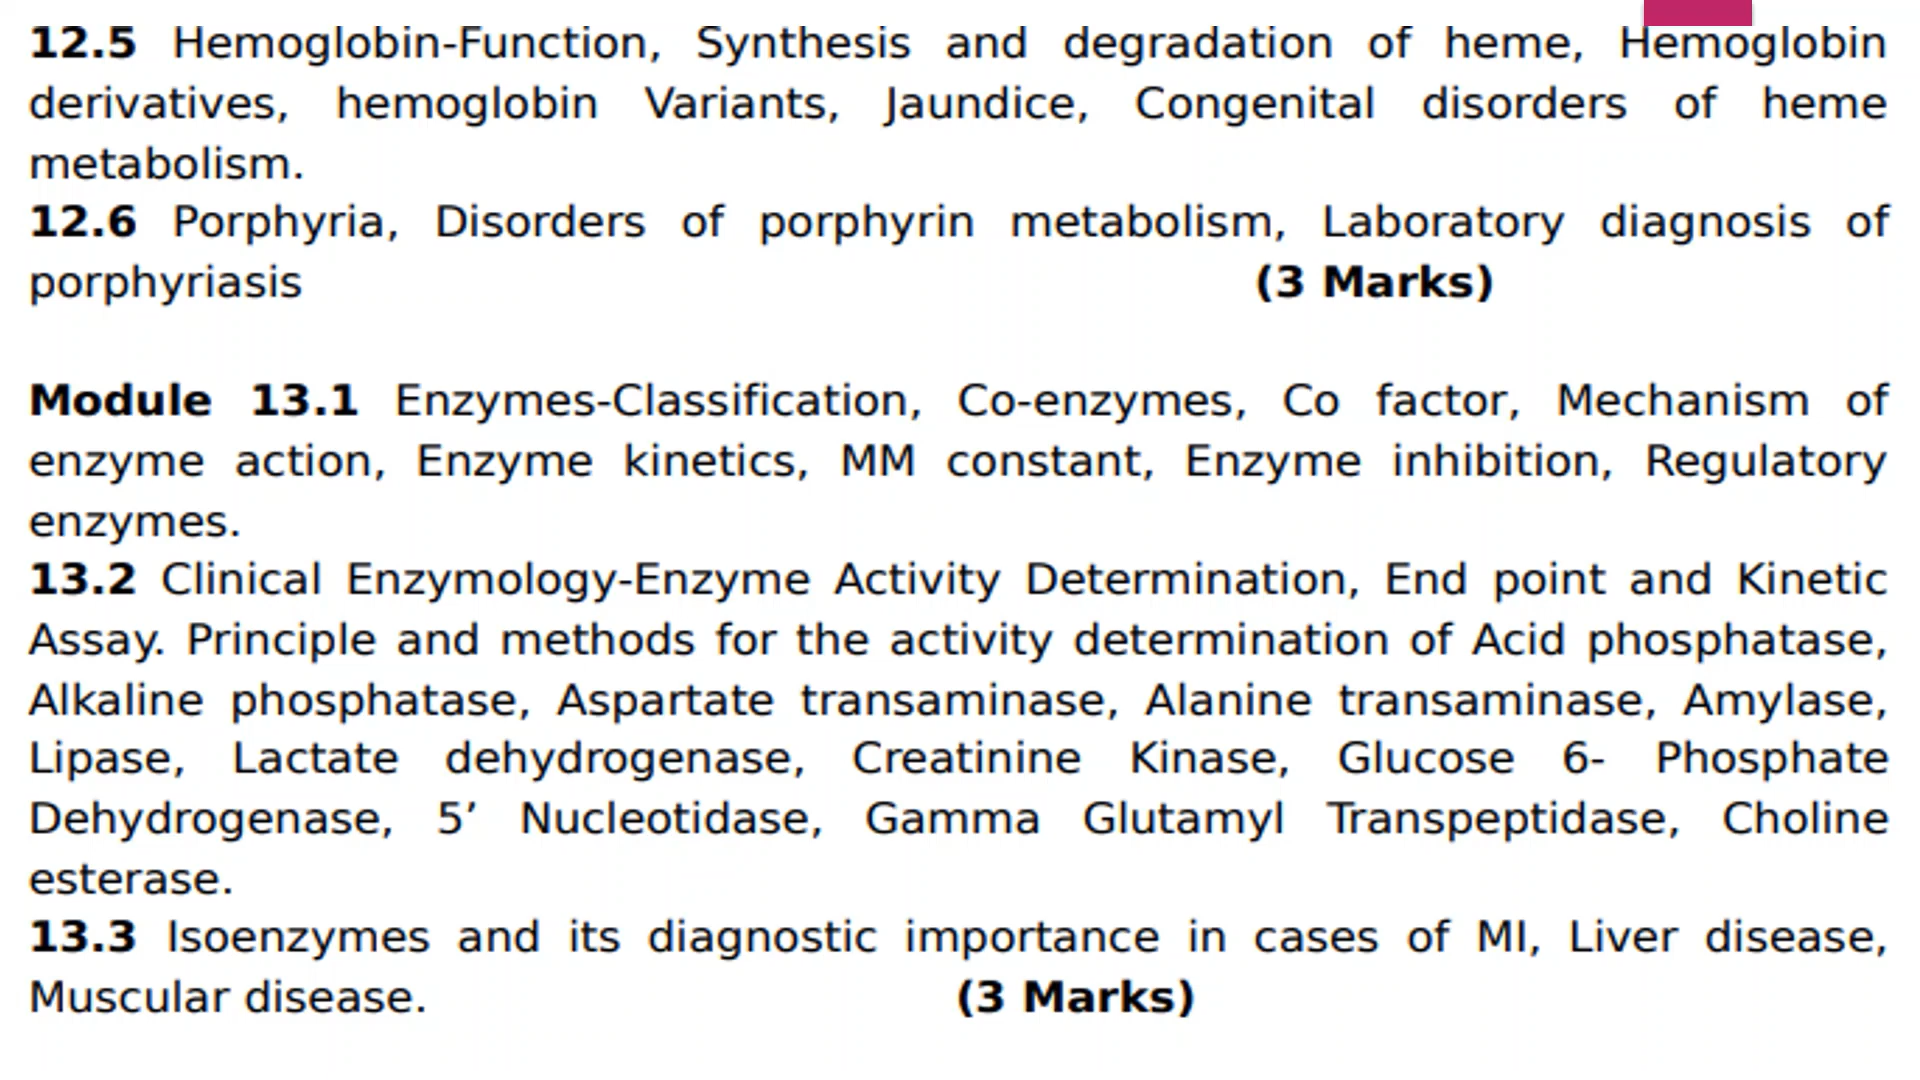 12.5 Hemoglobin-Function, Synthesis and degradation of heme, Hemoglobin
derivatives, hemoglobin Variants, Jaundice, Congenital disorders of heme
metabolism.
12.6 Porphyria, Disorders of porphyrin metabolism, Laboratory diagnosis of
porphyriasis (3 Marks)
Module 13.1 Enzymes-Classification, Co-enzymes, Co factor, Mechanism of
enzyme action, Enzyme kinetics, MM constant, Enzyme inhibition, Regulatory
enzymes.
13.2 Clinical Enzymology-Enzyme Activity Determination, End point and Kinetic
Assay. Principle and methods for the activity determination of Acid phosphatase,
Alkaline phosphatase, Aspartate transaminase, Alanine transaminase, Amylase,
Lipase, Lactate dehydrogenase, Creatinine Kinase, Glucose 6- Phosphate
Dehydrogenase, 5’ Nucleotidase, Gamma Glutamyl Transpeptidase, Choline
esterase.
13.3 Isoenzymes and its diagnostic importance in cases of MI, Liver disease,
Muscular disease. (3 Marks)